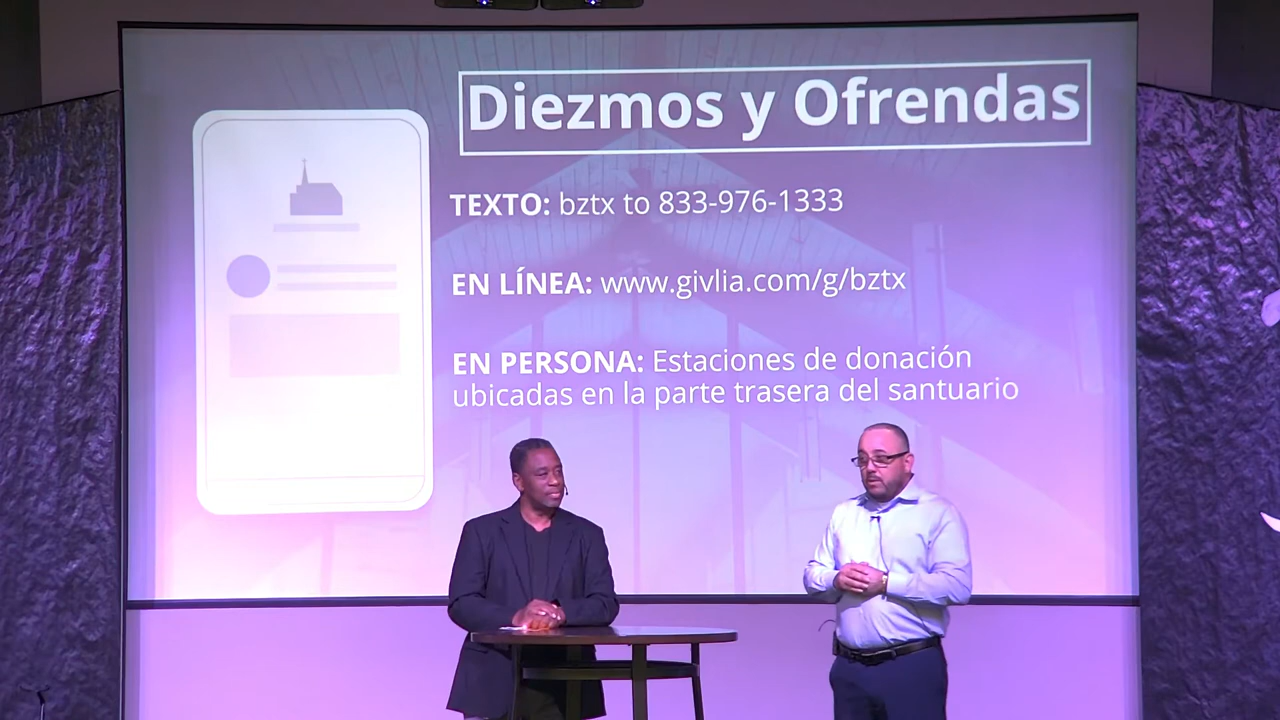 Diezmos y Ofrendas
TEXTO: bztx to 833-976-1333
EN LÍNEA: www.givlia.com/g/bztx
EN PERSONA: Estaciones de donación
ubicadas en la parte trasera del santuario